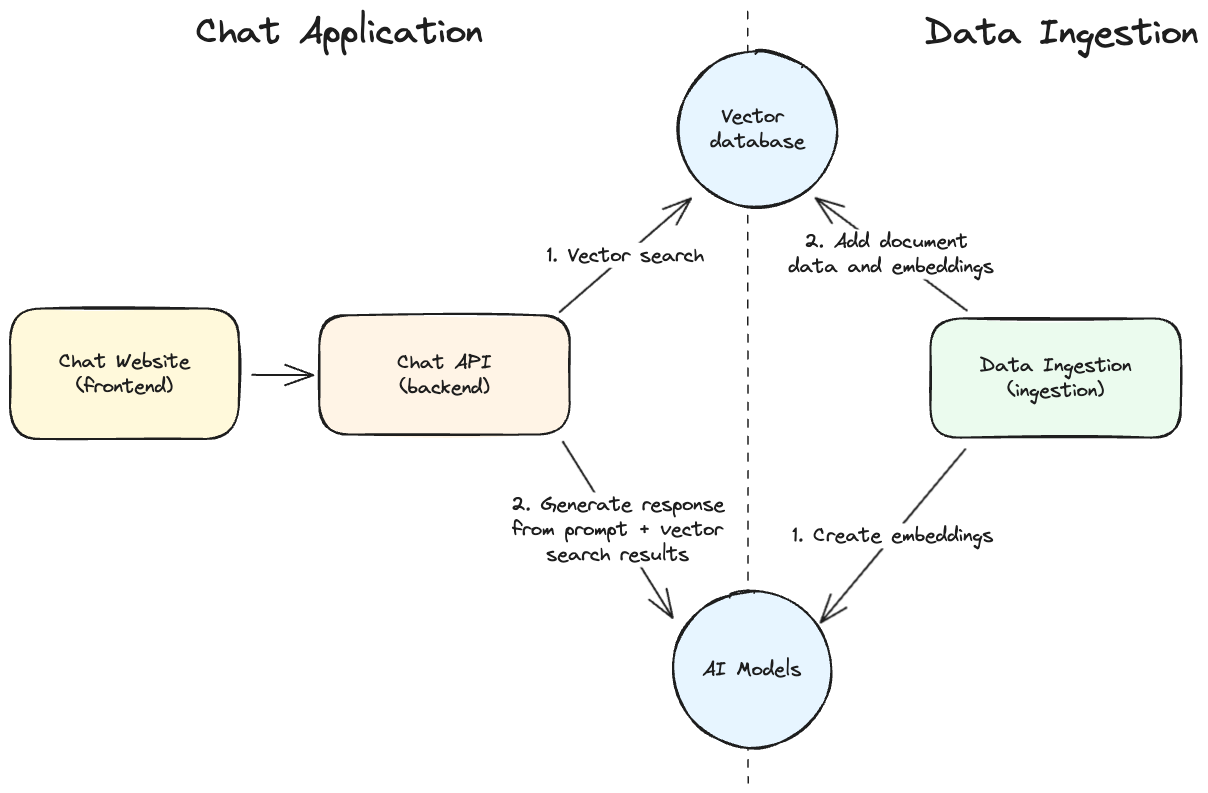 Chat Application
Data Ingestion
Vector
database
1. Vector search
2. Add document
data and embeddings
Chat Website
(frontend)
Chat API
(backend)
Data Ingestion
(ingestion)
2. Generate response
from prompt + vector
search results
1. Create embeddings
AI Models